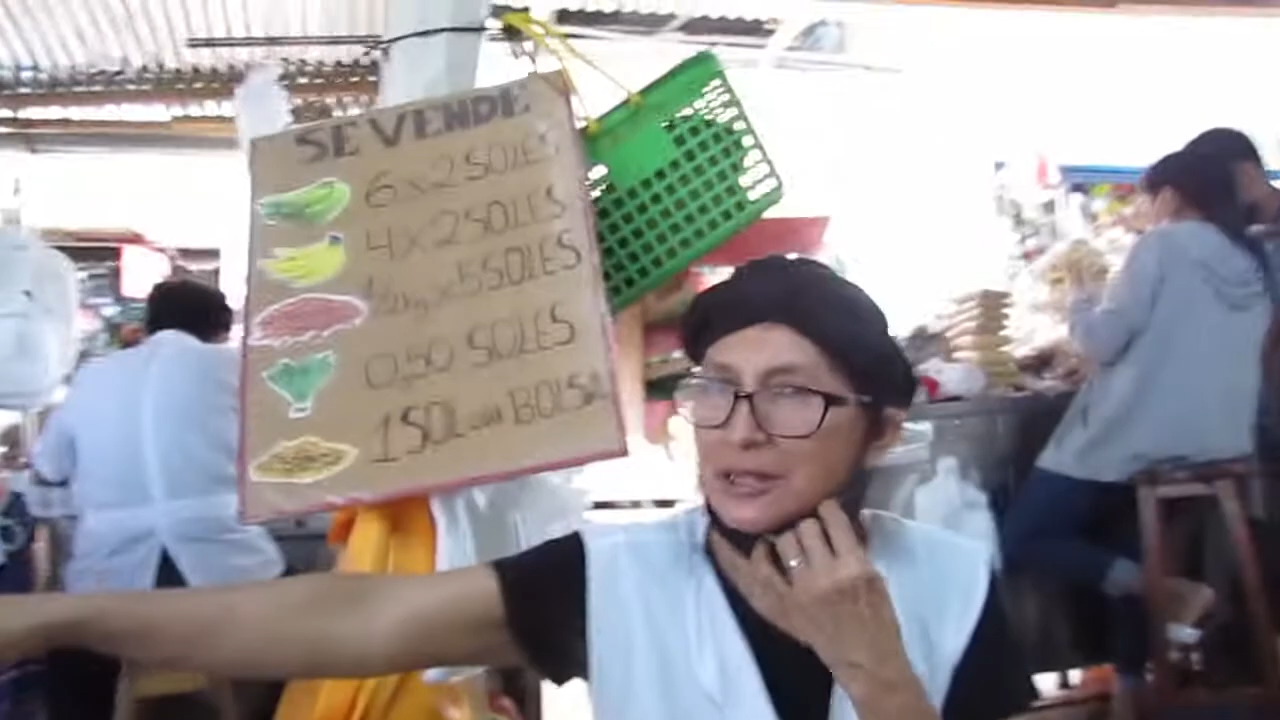 SE VENDE
6 x 2 SOLES
4 x 2 SOLES
x 5 SOLES
0,50 SOLES
1 SOL BOLSA